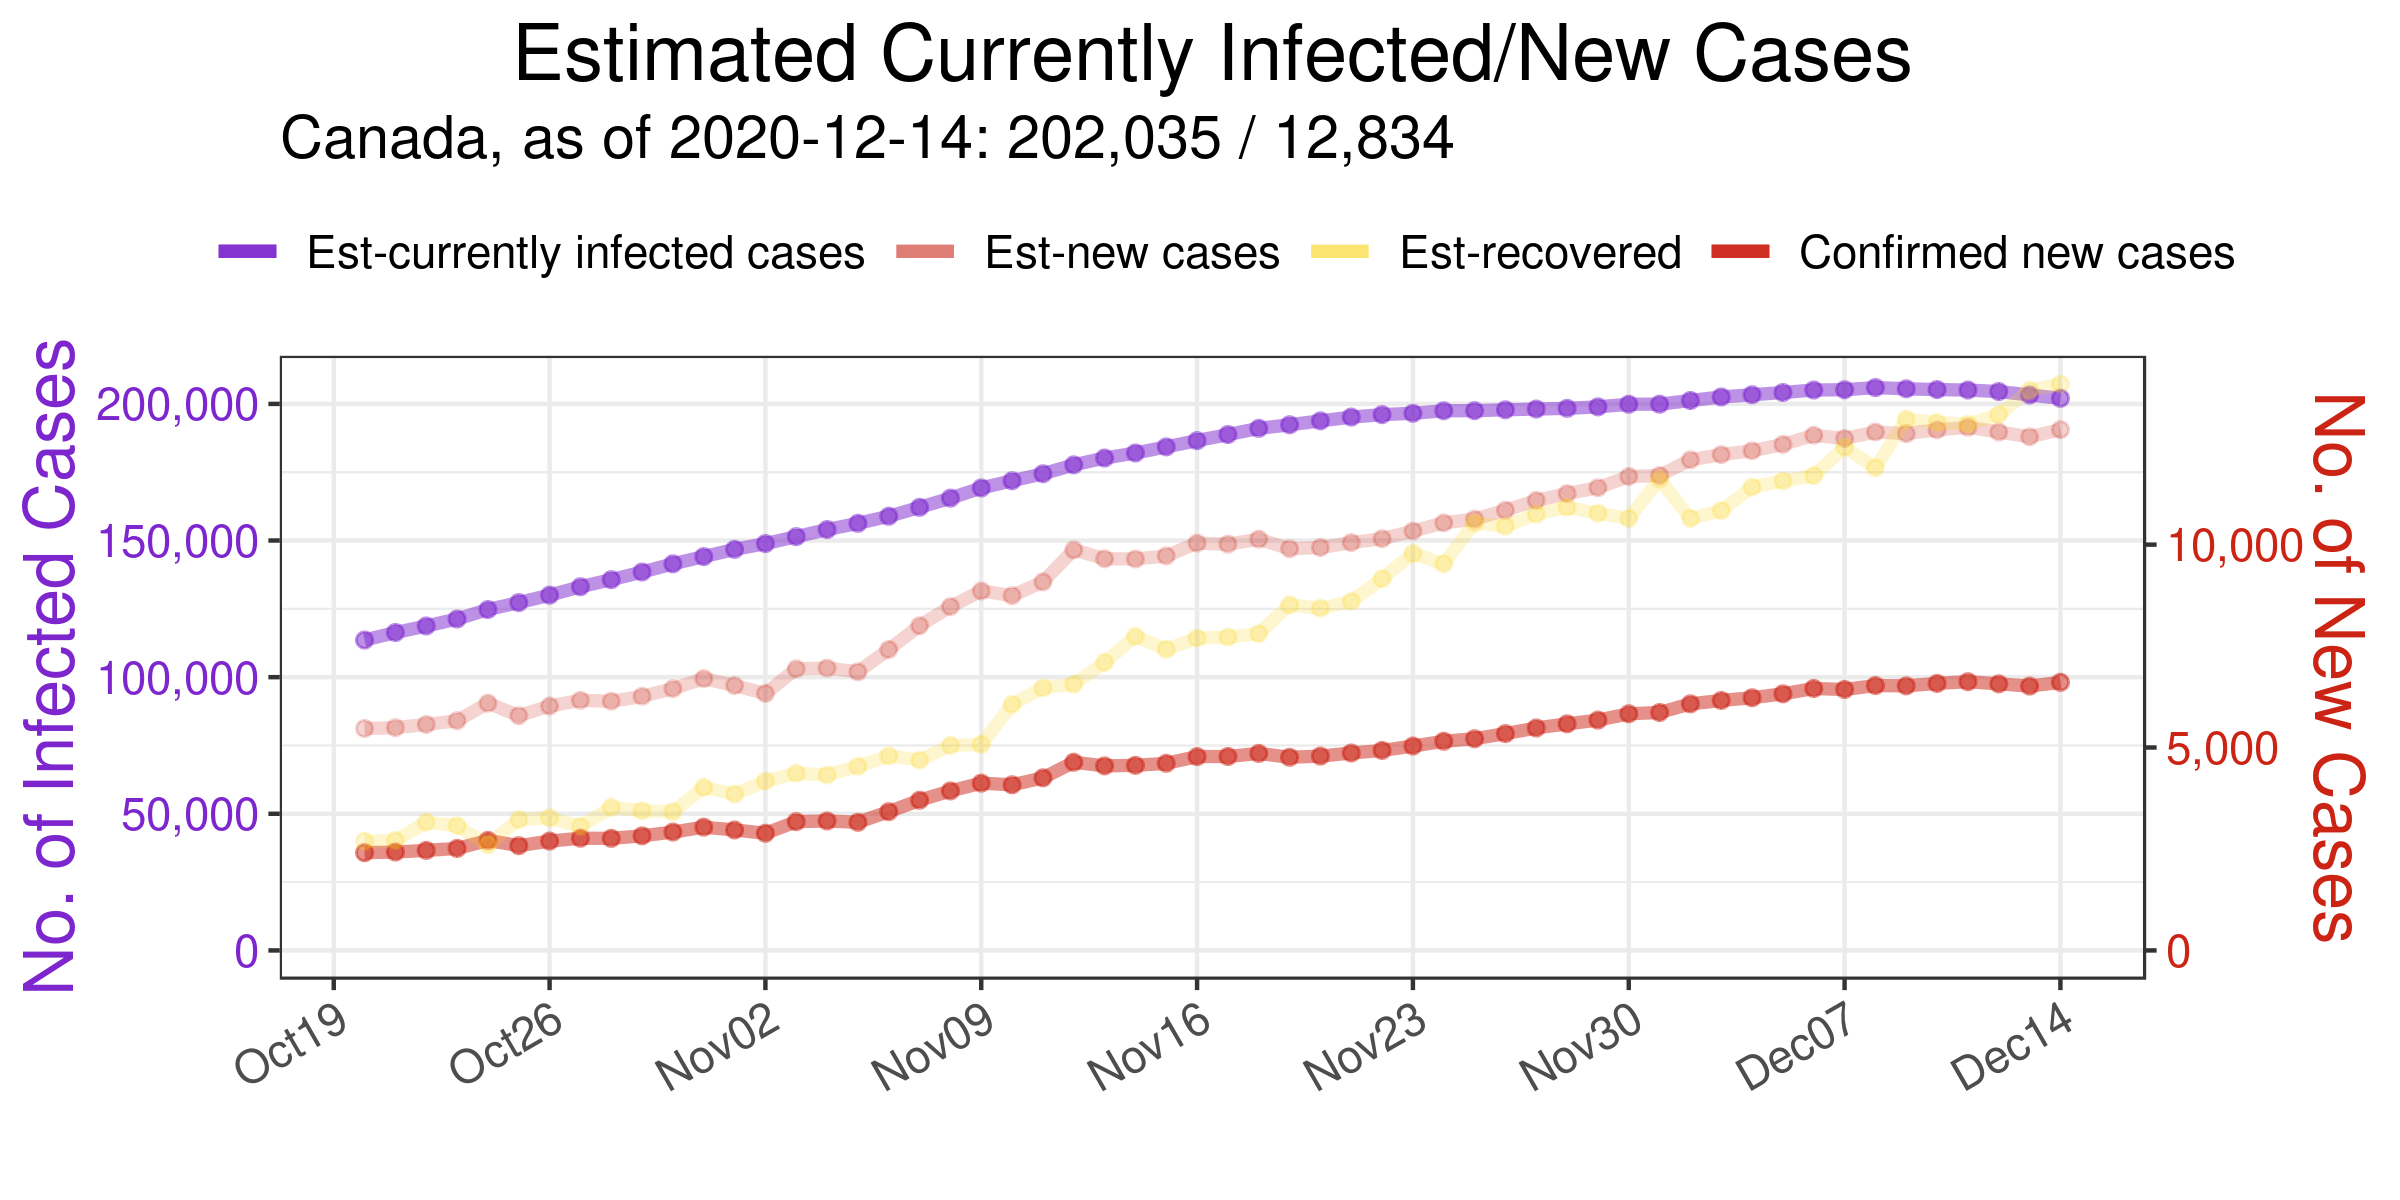 Estimated Currently Infected/New Cases
Canada, as of 2020-12-14: 202,035 / 12,834
Est-currently infected cases Est-new cases Est-recovered Confirmed new cases
No. of Infected Cases
200,000
150,000
100,000
50,000
0
10,000
5,000
0
No. of New Cases
Oct19 Oct26 Nov02 Nov09 Nov16 Nov23 Nov30 Dec07 Dec14